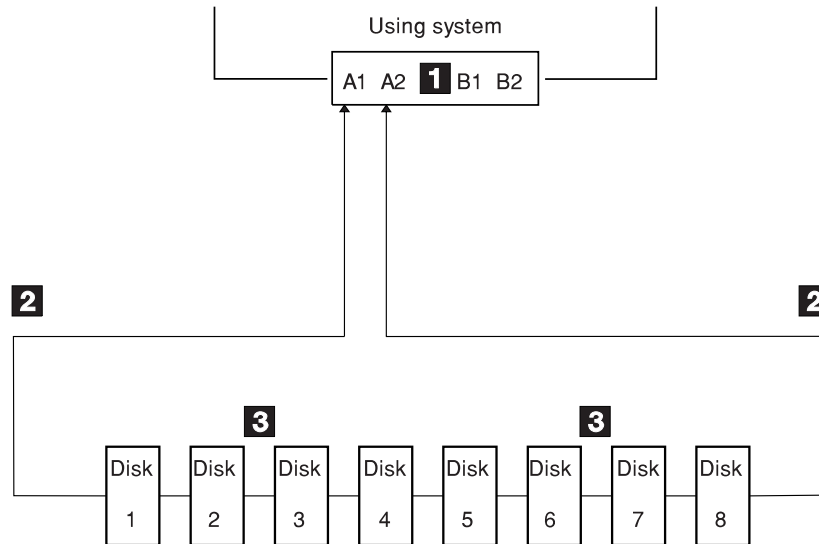 Using system
A1 A2 1 B1 B2
2 2
3 3
Disk Disk Disk Disk Disk Disk Disk Disk
1 2 3 4 5 6 7 8